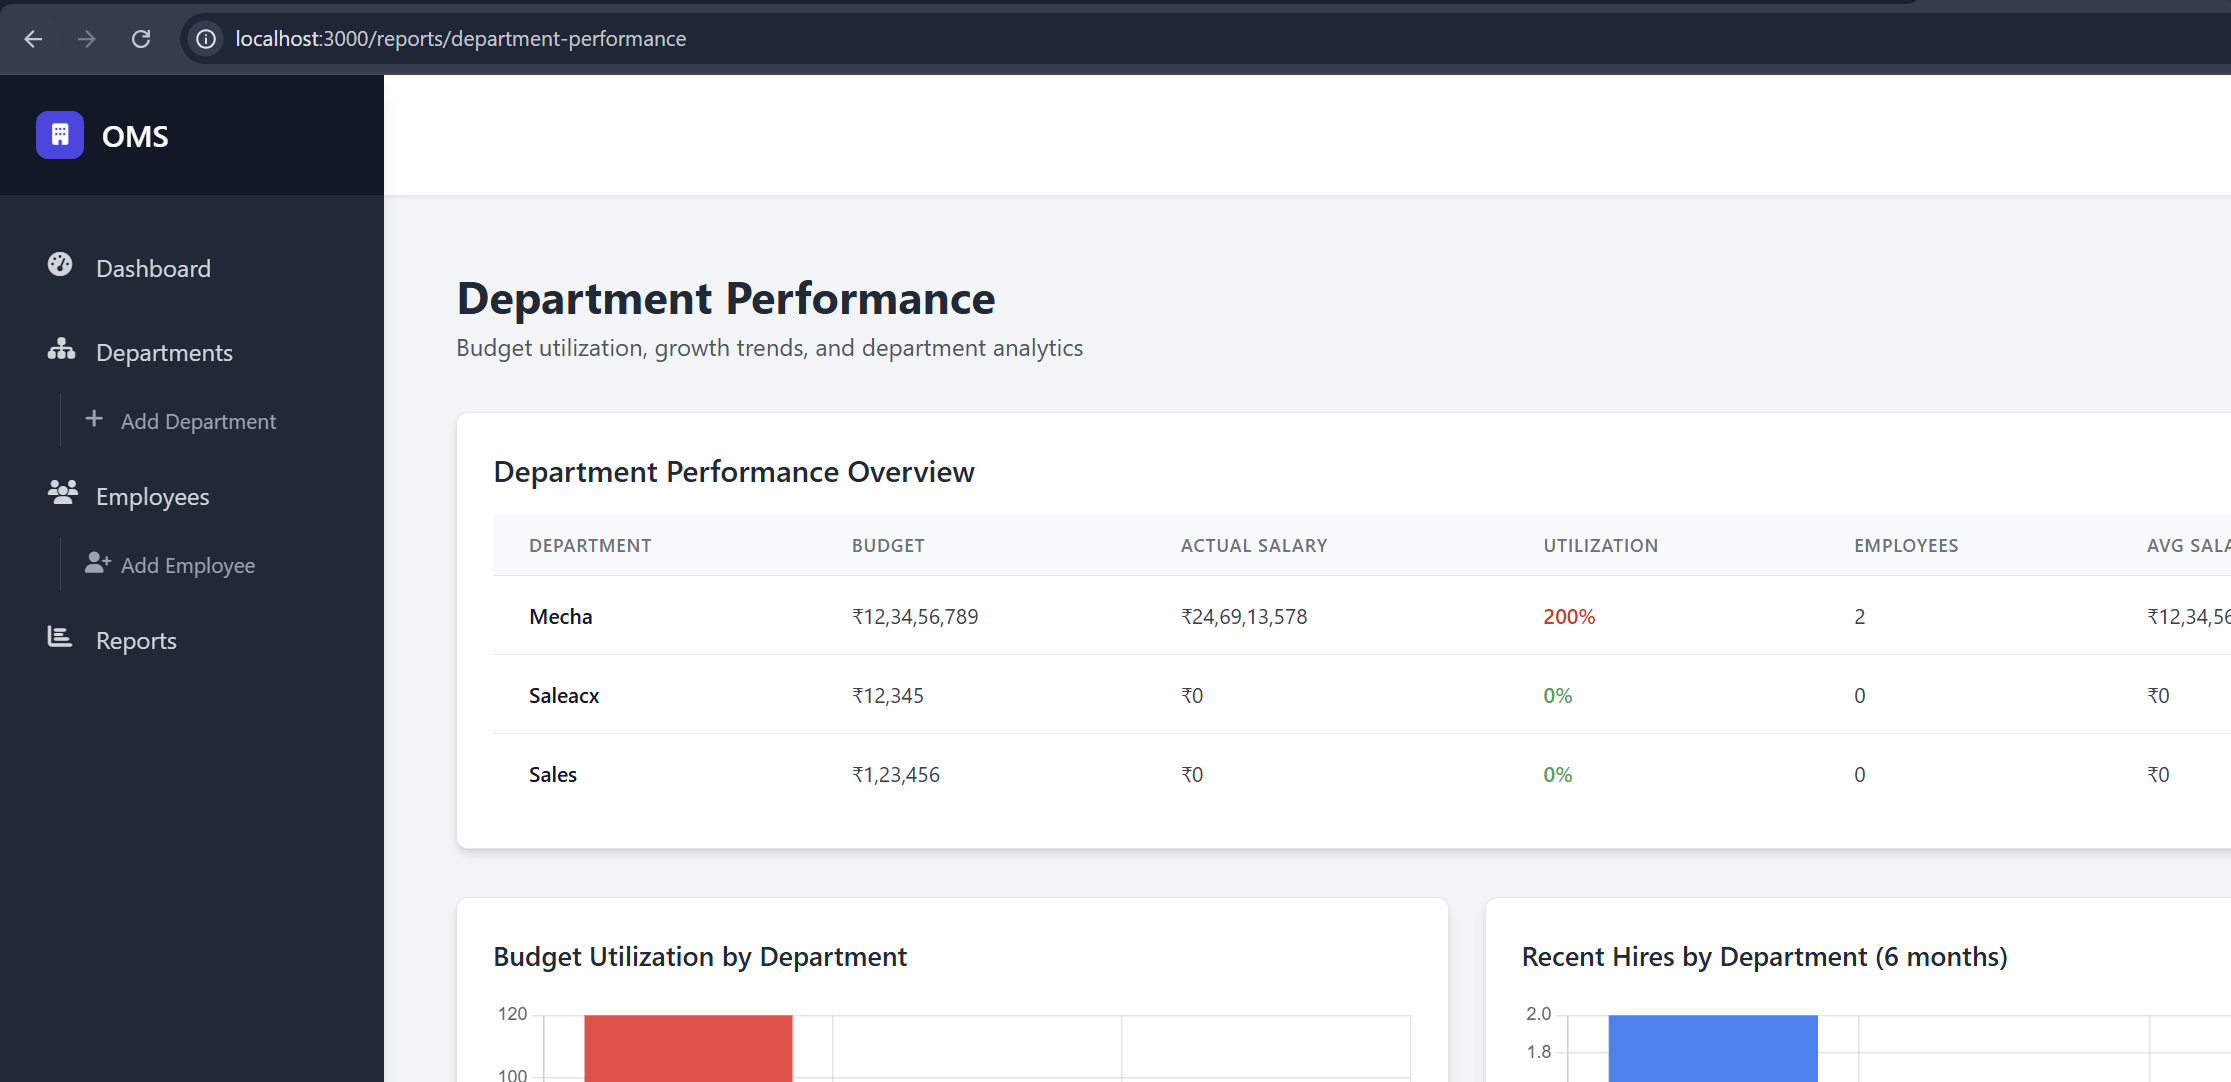 localhost:3000/reports/department-performance
OMS
Dashboard
Departments
Add Department
Employees
Add Employee
Reports
Department Performance
Budget utilization, growth trends, and department analytics
Department Performance Overview
DEPARTMENT BUDGET ACTUAL SALARY UTILIZATION EMPLOYEES AVG SALA
Mecha ₹12,34,56,789 ₹24,69,13,578 200% 2 ₹12,34,56
Saleacx ₹12,345 ₹0 0% 0 ₹0
Sales ₹1,23,456 ₹0 0% 0 ₹0
Budget Utilization by Department
120
100
Recent Hires by Department (6 months)
2.0
1.8